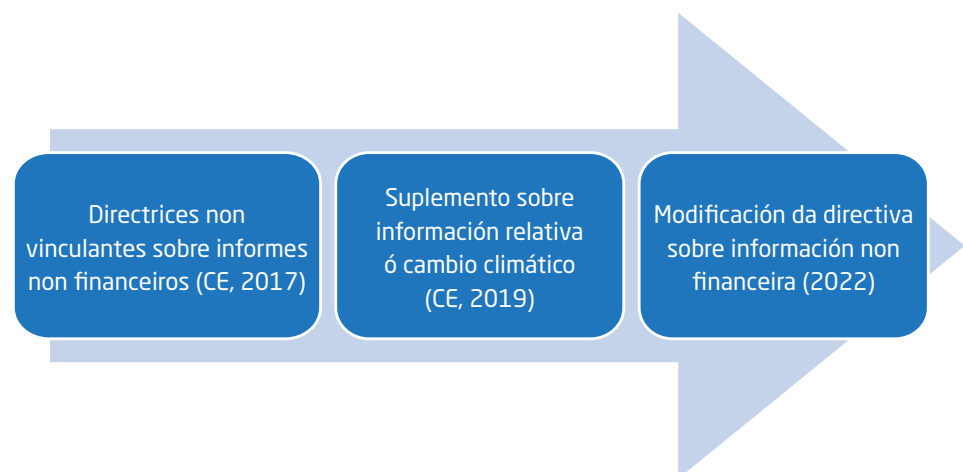 Directrices non
vinculantes sobre informes
non financeiros (CE, 2017)
Suplemento sobre
información relativa
ó cambio climático
(CE, 2019)
Modificación da directiva
sobre información non
financeira (2022)